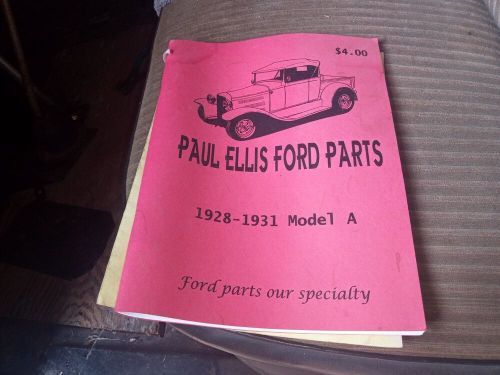 $4.00
PAUL ELLIS FORD PARTS
1928-1931 Model A
Ford parts our specialty